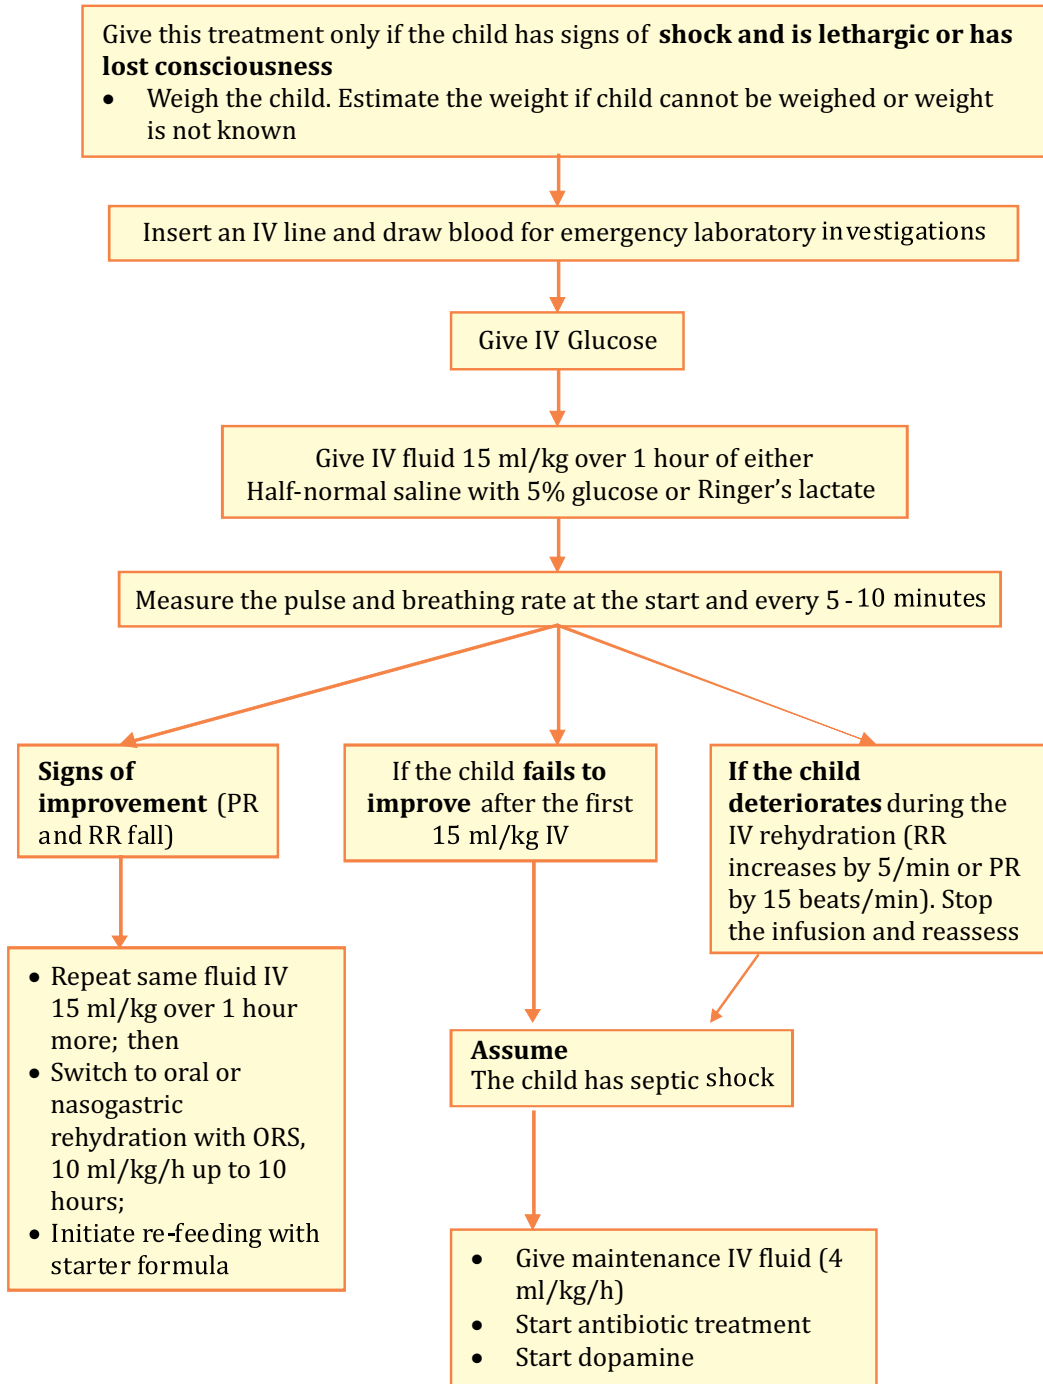 Give this treatment only if the child has signs of shock and is lethargic or has
lost consciousness
• Weigh the child. Estimate the weight if child cannot be weighed or weight
is not known
Insert an IV line and draw blood for emergency laboratory investigations
Give IV Glucose
Give IV fluid 15 ml/kg over 1 hour of either
Half-normal saline with 5% glucose or Ringer's lactate
Measure the pulse and breathing rate at the start and every 5-10 minutes
Signs of
improvement (PR
and RR fall)
If the child fails to
improve after the first
15 ml/kg IV
If the child
deteriorates during the
IV rehydration (RR
increases by 5/min or PR
by 15 beats/min). Stop
the infusion and reassess
• Repeat same fluid IV
15 ml/kg over 1 hour
more; then
• Switch to oral or
nasogastric
rehydration with ORS,
10 ml/kg/h up to 10
hours;
• Initiate re-feeding with
starter formula
Assume
The child has septic shock
• Give maintenance IV fluid (4
ml/kg/h)
• Start antibiotic treatment
• Start dopamine